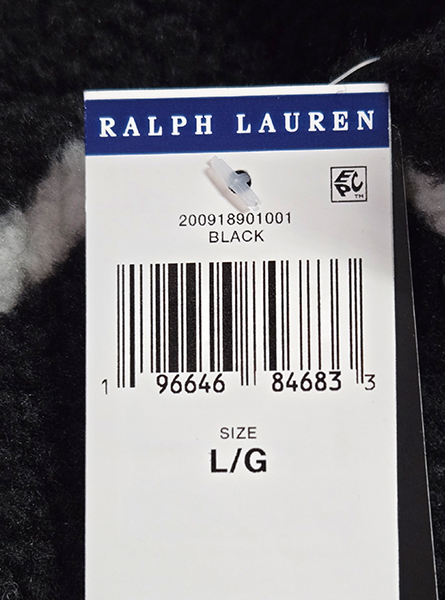 RALPH LAUREN
EPC
TM
200918901001
BLACK
1 96646 84683 3
SIZE
L/G